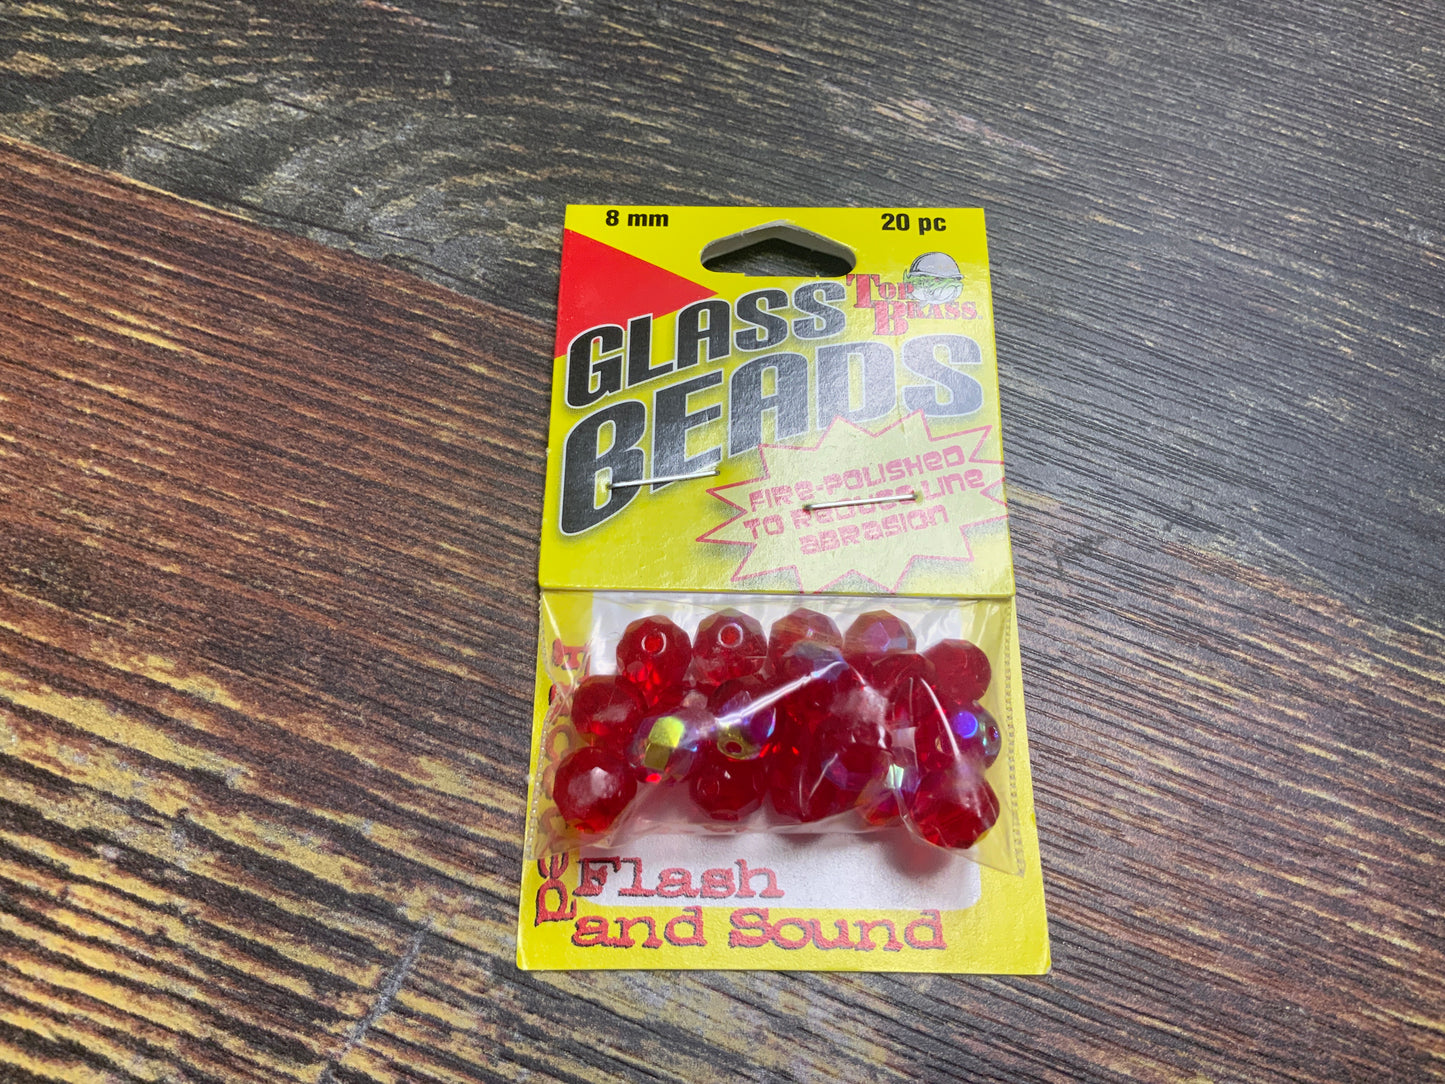 8 mm
20 pc
TOP
BRASS
GLASS
BEADS
FIRE-POLISHED
TO REDUCE LINE
ABRASION
Flash
and Sound